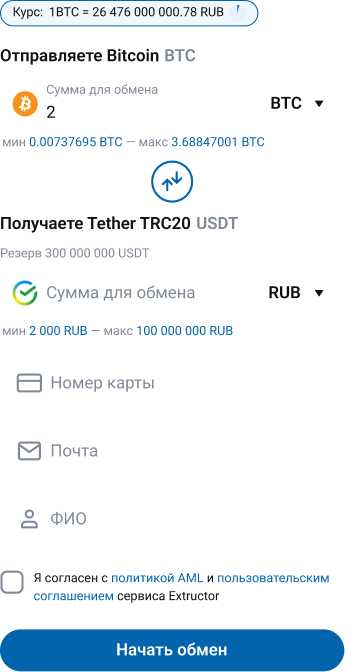 Курс: 1BTC = 26 476 000 000.78 RUB
Отправляете Bitcoin BTC
Сумма для обмена
2
BTC
мин 0.00737695 BTC — макс 3.68847001 BTC
Получаете Tether TRC20 USDT
Резерв 300 000 000 USDT
Сумма для обмена
RUB
мин 2 000 RUB — макс 100 000 000 RUB
Номер карты
Почта
ФИО
Я согласен с политикой AML и пользовательским
соглашением сервиса Extructor
Начать обмен